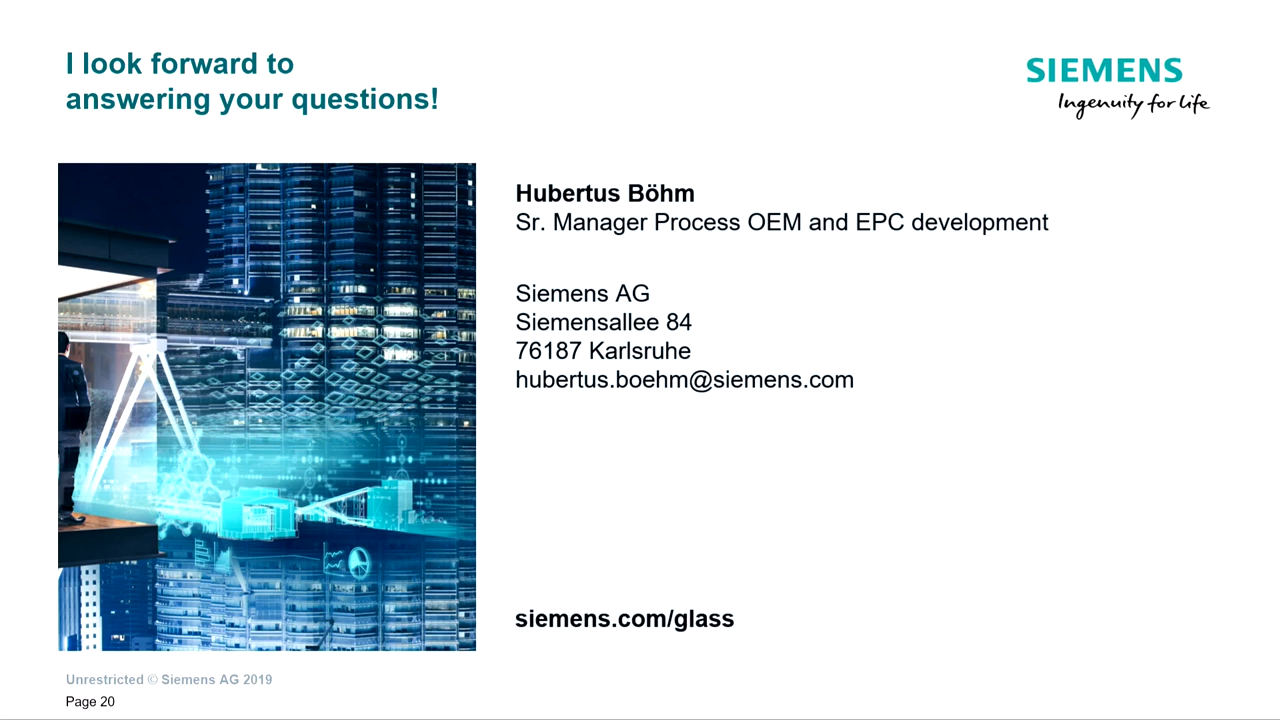 I look forward to
answering your questions!
SIEMENS
Ingenuity for life
Hubertus Böhm
Sr. Manager Process OEM and EPC development
Siemens AG
Siemensallee 84
76187 Karlsruhe
hubertus.boehm@siemens.com
siemens.com/glass
Unrestricted © Siemens AG 2019
Page 20